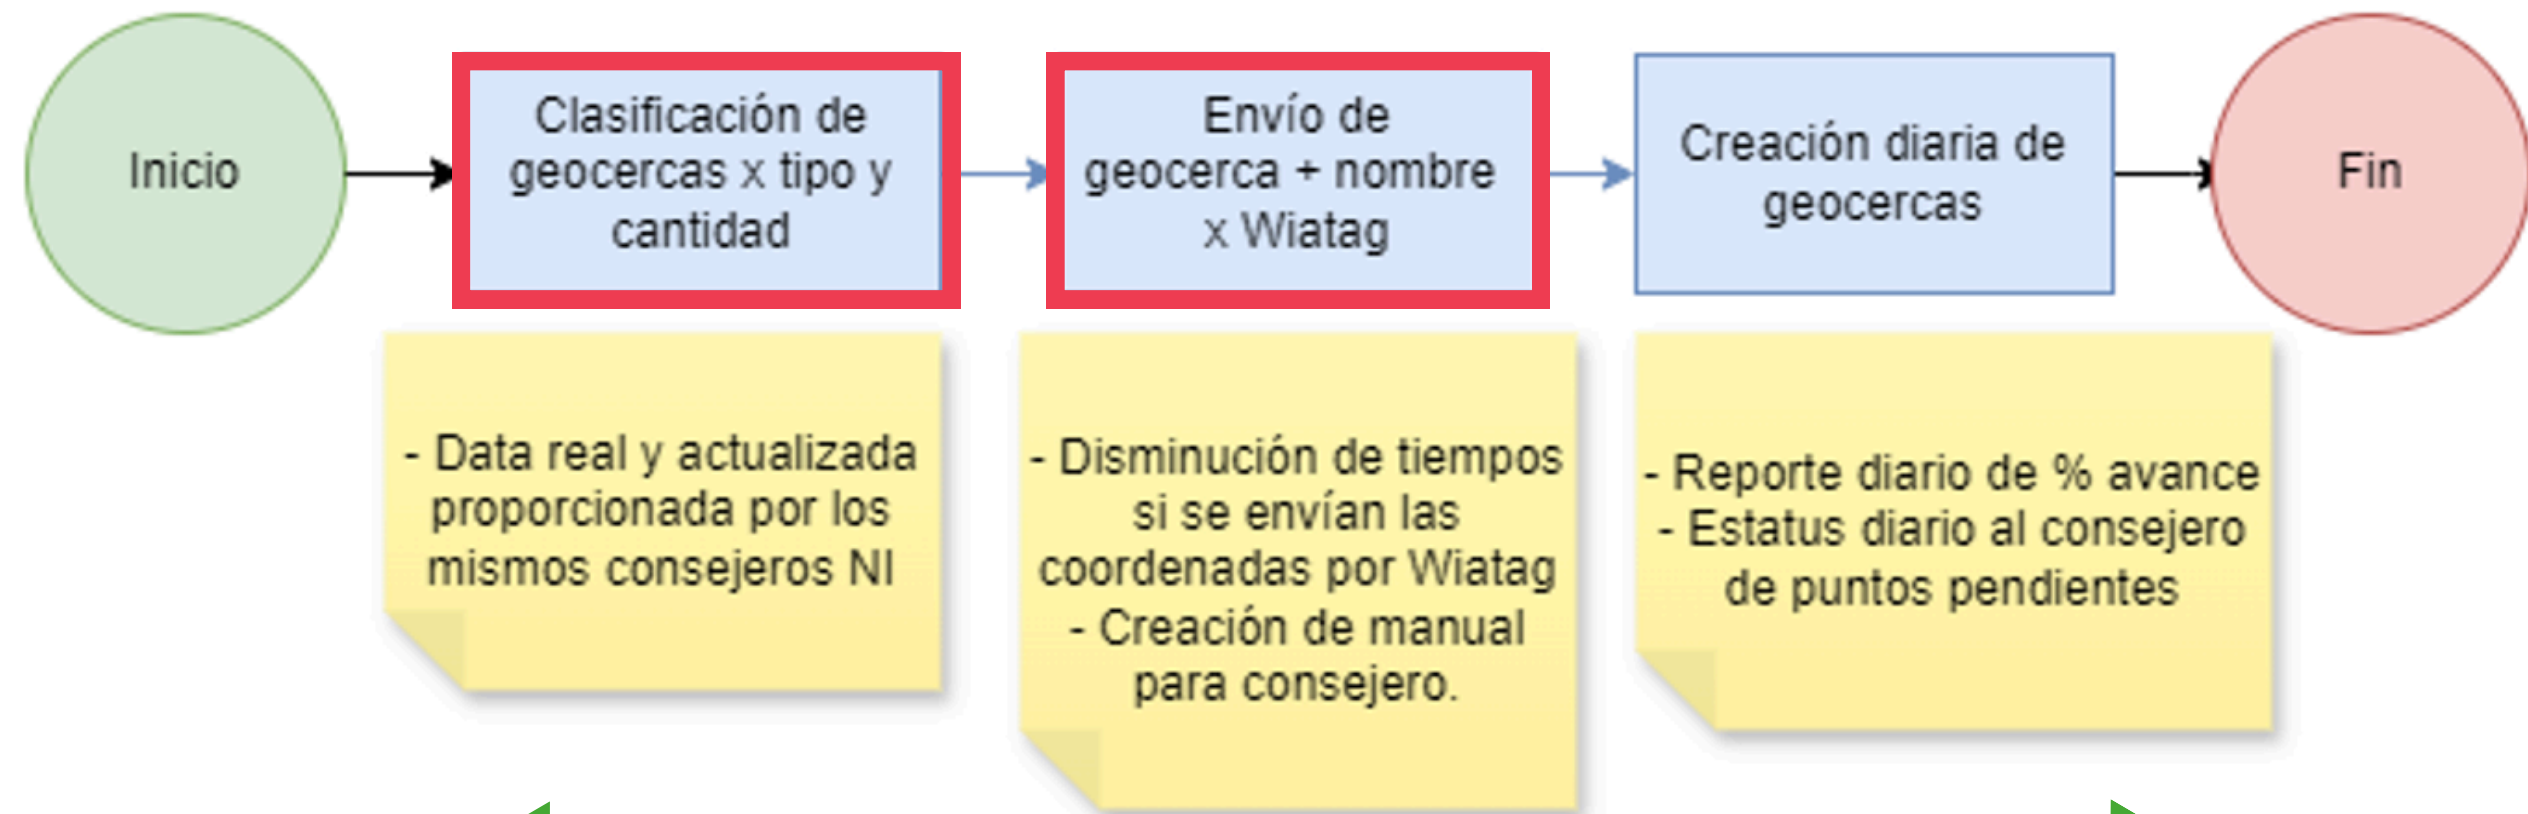 Inicio
Clasificación de
geocercas x tipo y
cantidad
Envío de
geocerca + nombre
x Wiatag
Creación diaria de
geocercas
Fin
- Data real y actualizada
proporcionada por los
mismos consejeros NI
- Disminución de tiempos
si se envían las
coordenadas por Wiatag
- Creación de manual
para consejero.
- Reporte diario de % avance
- Estatus diario al consejero
de puntos pendientes